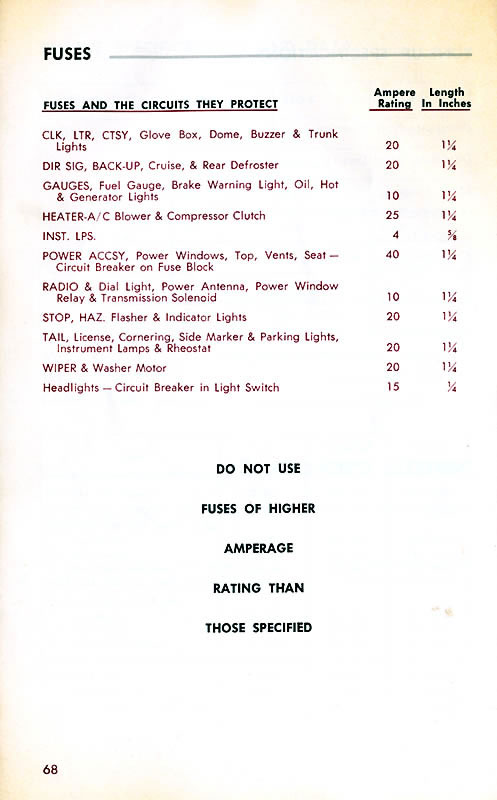 FUSES
Ampere Length
FUSES AND THE CIRCUITS THEY PROTECT Rating In Inches
CLK, LTR, CTSY, Glove Box, Dome, Buzzer & Trunk
Lights 20 1¼
DIR SIG, BACK-UP, Cruise, & Rear Defroster 20 1¼
GAUGES, Fuel Gauge, Brake Warning Light, Oil, Hot
& Generator Lights 10 1¼
HEATER-A/C Blower & Compressor Clutch 25 1¼
INST. LPS. 4 ⅝
POWER ACCSY, Power Windows, Top, Vents, Seat — 40 1¼
Circuit Breaker on Fuse Block
RADIO & Dial Light, Power Antenna, Power Window
Relay & Transmission Solenoid 10 1¼
STOP, HAZ. Flasher & Indicator Lights 20 1¼
TAIL, License, Cornering, Side Marker & Parking Lights,
Instrument Lamps & Rheostat 20 1¼
WIPER & Washer Motor 20 1¼
Headlights — Circuit Breaker in Light Switch 15 ¼
DO NOT USE
FUSES OF HIGHER
AMPERAGE
RATING THAN
THOSE SPECIFIED
68